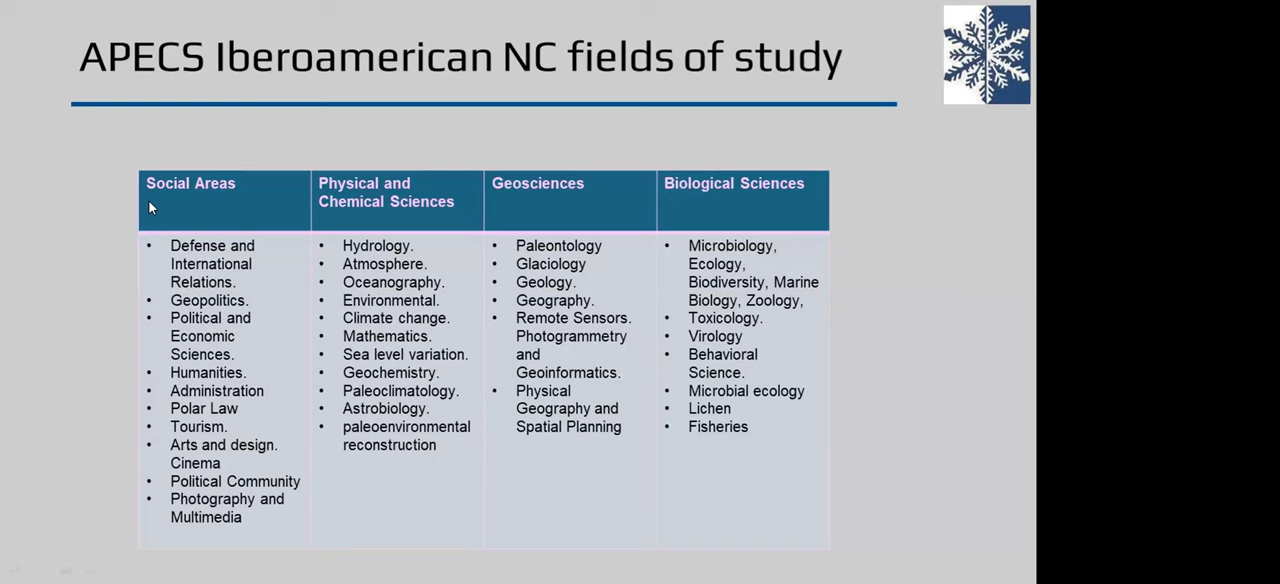 APECS Iberoamerican NC fields of study
Social Areas
Physical and
Chemical Sciences
Geosciences
Biological Sciences
• Defense and
International
Relations.
• Geopolitics.
• Political and
Economic
Sciences.
• Humanities.
• Administration
• Polar Law
• Tourism.
• Arts and design.
Cinema
• Political Community
• Photography and
Multimedia
• Hydrology.
• Atmosphere.
• Oceanography.
• Environmental.
• Climate change.
• Mathematics.
• Sea level variation.
• Geochemistry.
• Paleoclimatology.
• Astrobiology.
• paleoenvironmental
reconstruction
• Paleontology
• Glaciology
• Geology.
• Geography.
• Remote Sensors.
Photogrammetry
and
Geoinformatics.
• Physical
Geography and
Spatial Planning
• Microbiology,
Ecology,
Biodiversity, Marine
Biology, Zoology,
• Toxicology.
• Virology
• Behavioral
Science.
• Microbial ecology
• Lichen
• Fisheries